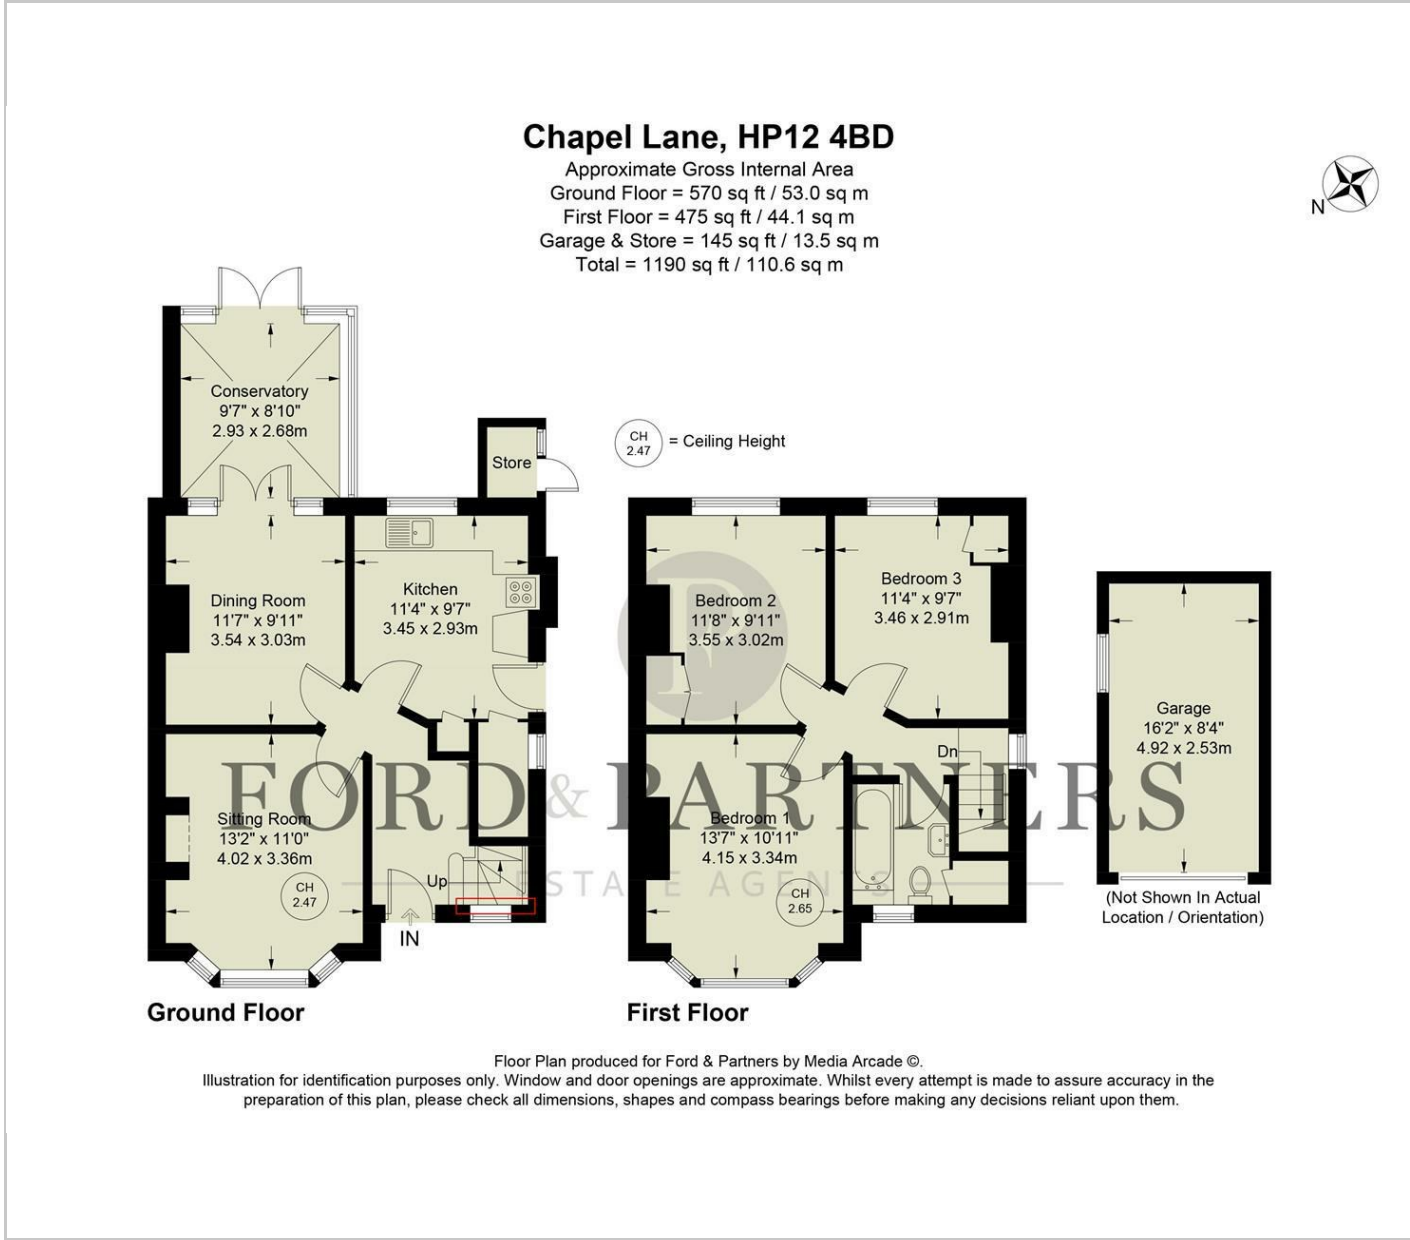 Chapel Lane, HP12 4BD
Approximate Gross Internal Area
Ground Floor = 570 sq ft / 53.0 sq m
First Floor = 475 sq ft / 44.1 sq m
Garage & Store = 145 sq ft / 13.5 sq m
Total = 1190 sq ft / 110.6 sq m
N
Conservatory
9'7" x 8'10"
2.93 x 2.68m
Store
CH
2.47
= Ceiling Height
Dining Room
11'7" x 9'11"
3.54 x 3.03m
Kitchen
11'4" x 9'7"
3.45 x 2.93m
Bedroom 2
11'8" x 9'11"
3.55 x 3.02m
Bedroom 3
11'4" x 9'7"
3.46 x 2.91m
Garage
16'2" x 8'4"
4.92 x 2.53m
Dn
FORD & PARTNERS
ESTATE AGENTS
Sitting Room
13'2" x 11'0"
4.02 x 3.36m
CH
2.47
Up
IN
Bedroom 1
13'7" x 10'11"
4.15 x 3.34m
CH
2.65
(Not Shown In Actual
Location / Orientation)
Ground Floor
First Floor
Floor Plan produced for Ford & Partners by Media Arcade ©.
Illustration for identification purposes only. Window and door openings are approximate. Whilst every attempt is made to assure accuracy in the
preparation of this plan, please check all dimensions, shapes and compass bearings before making any decisions reliant upon them.